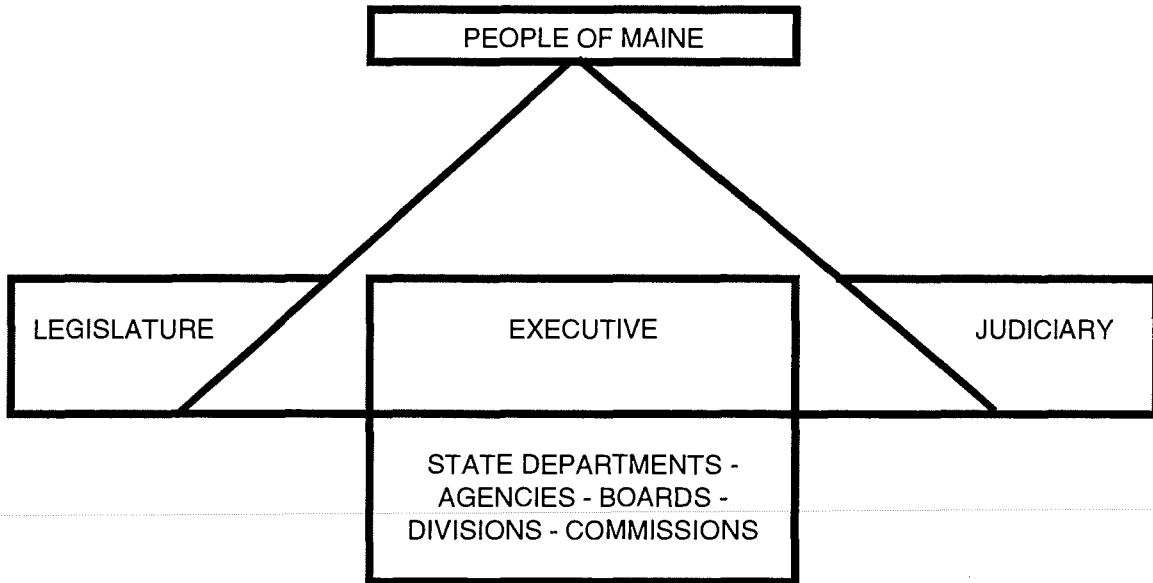 PEOPLE OF MAINE
LEGISLATURE
EXECUTIVE
JUDICIARY
STATE DEPARTMENTS -
AGENCIES - BOARDS -
DIVISIONS - COMMISSIONS